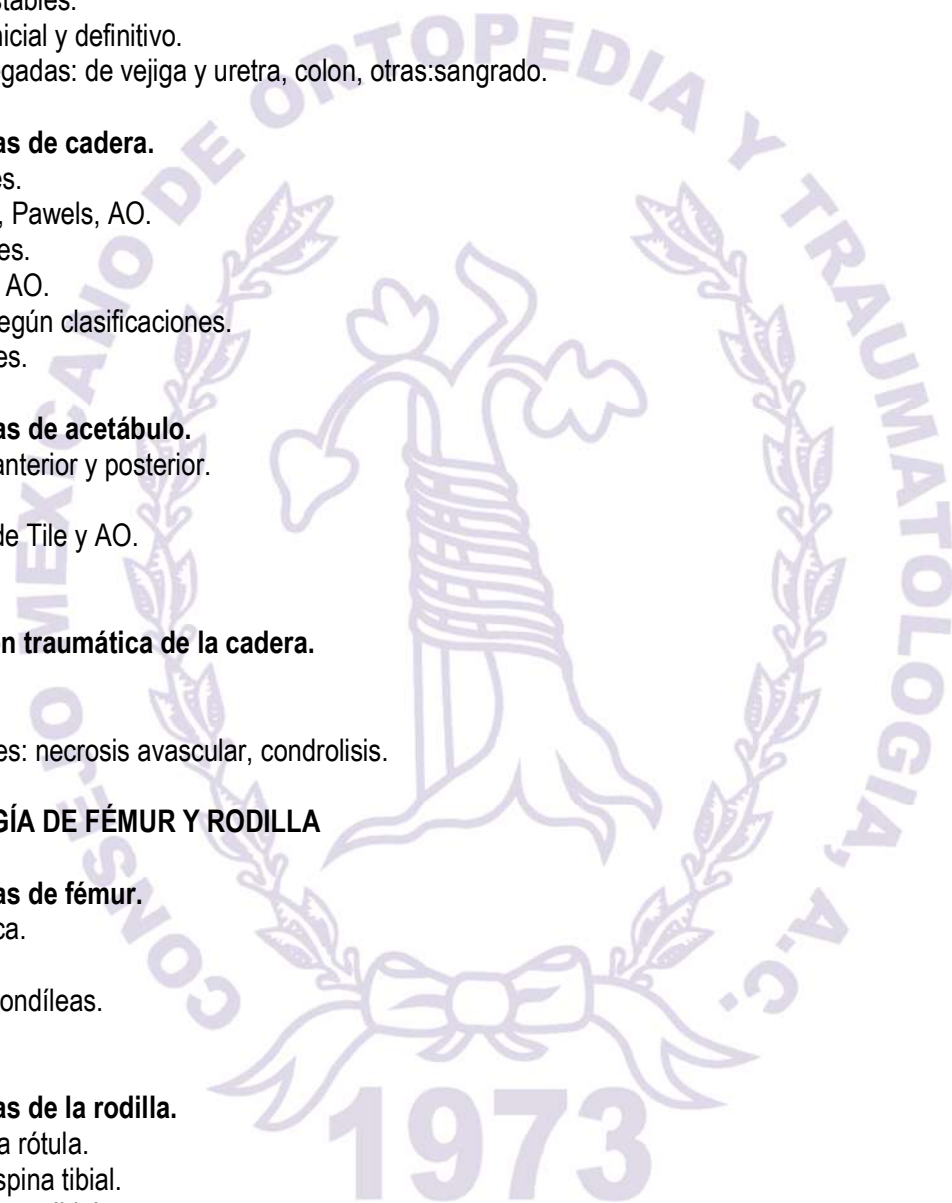 stables.
nicial y definitivo.
egadas: de vejiga y uretra, colon, otras:sangrado.
as de cadera.
es.
, Pawels, AO.
es.
AO.
egún clasificaciones.
es.
as de acetábulo.
anterior y posterior.
de Tile y AO.
ón traumática de la cadera.
es: necrosis avascular, condrolisis.
GÍA DE FÉMUR Y RODILLA
as de fémur.
ca.
ondíleas.
as de la rodilla.
a rótula.
spina tibial.
CONSEJO MEXICANO DE ORTOPEDIA Y TRAUMATOLOGIA, A.C.
1973